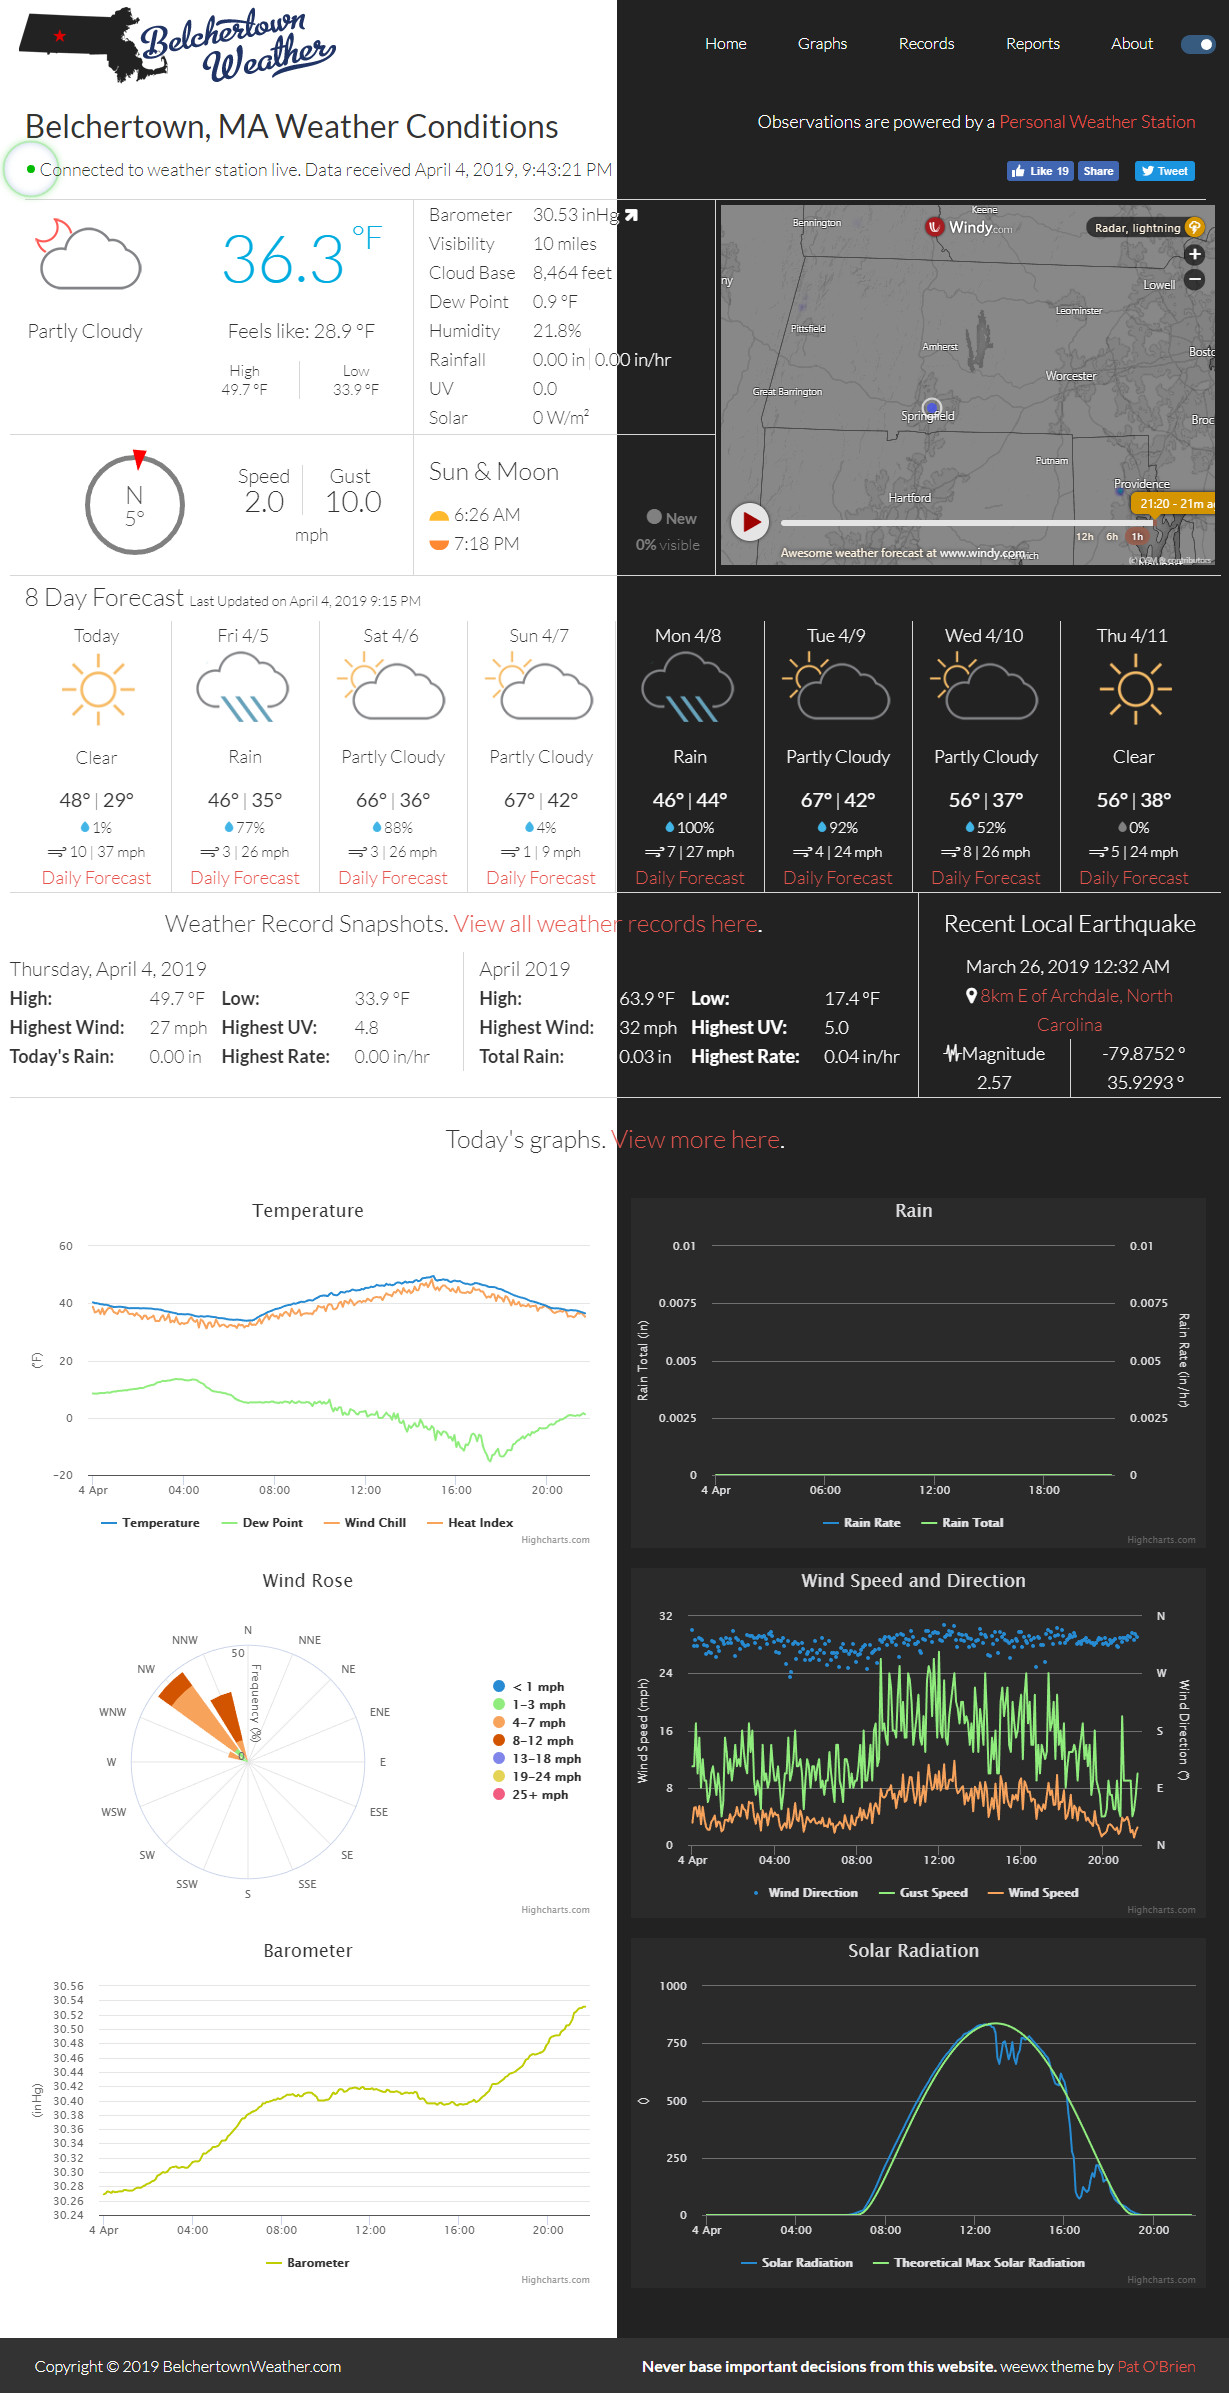 Belchertown
Weather
Home Graphs Records Reports About
Belchertown, MA Weather Conditions
Observations are powered by a Personal Weather Station
Connected to weather station live. Data received April 4, 2019, 9:43:21 PM
Like 19 Share Tweet
Partly Cloudy
36.3 °F
Feels like: 28.9 °F
High Low
49.7 °F 33.9 °F
Barometer 30.53 inHg
Visibility 10 miles
Cloud Base 8,464 feet
Dew Point 0.9 °F
Humidity 21.8%
Rainfall 0.00 in 0.00 in/hr
UV 0.0
Solar 0 W/m²
Keene
Bennington
Windy.com
Radar, lightning
+
−
ny
Lowell
Leominster
Pittsfield
Amherst
Bosto
Worcester
Great Barrington
Springfield
Broc
Putnam
Providence
Hartford
21:20 - 21m a
12h 6h 1h
Awesome weather forecast at www.windy.com
N
5°
Speed Gust
2.0 10.0
mph
Sun & Moon
6:26 AM
7:18 PM
New
0% visible
8 Day Forecast Last Updated on April 4, 2019 9:15 PM
Today Fri 4/5 Sat 4/6 Sun 4/7 Mon 4/8 Tue 4/9 Wed 4/10 Thu 4/11
Clear Rain Partly Cloudy Partly Cloudy Rain Partly Cloudy Partly Cloudy Clear
48° | 29° 46° | 35° 66° | 36° 67° | 42° 46° | 44° 67° | 42° 56° | 37° 56° | 38°
1% 77% 88% 4% 100% 92% 52% 0%
10 | 37 mph 3 | 26 mph 3 | 26 mph 1 | 9 mph 7 | 27 mph 4 | 24 mph 8 | 26 mph 5 | 24 mph
Daily Forecast Daily Forecast Daily Forecast Daily Forecast Daily Forecast Daily Forecast Daily Forecast Daily Forecast
Weather Record Snapshots. View all weather records here.
Thursday, April 4, 2019
High: 49.7 °F Low: 33.9 °F
Highest Wind: 27 mph Highest UV: 4.8
Today's Rain: 0.00 in Highest Rate: 0.00 in/hr
April 2019
High: 63.9 °F Low: 17.4 °F
Highest Wind: 32 mph Highest UV: 5.0
Total Rain: 0.03 in Highest Rate: 0.04 in/hr
Recent Local Earthquake
March 26, 2019 12:32 AM
8km E of Archdale, North
Carolina
Magnitude
2.57
-79.8752 °
35.9293 °
Today's graphs. View more here.
Temperature
60
40
20
0
-20
(°F)
4 Apr 04:00 08:00 12:00 16:00 20:00
Temperature Dew Point Wind Chill Heat Index
Highcharts.com
Rain
0.01 0.01
0.0075 0.0075
0.005 0.005
0.0025 0.0025
0 0
Rain Total (in)
Rain Rate (in/hr)
4 Apr 06:00 12:00 18:00
Rain Rate Rain Total
Highcharts.com
Wind Rose
N
NNE
NE
ENE
E
ESE
SE
SSE
S
SSW
SW
WSW
W
WNW
NW
NNW
50
Frequency (%)
0
< 1 mph
1-3 mph
4-7 mph
8-12 mph
13-18 mph
19-24 mph
25+ mph
Highcharts.com
Wind Speed and Direction
32 N
24 W
16 S
8 E
0 N
Wind Speed (mph)
Wind Direction (°)
4 Apr 04:00 08:00 12:00 16:00 20:00
Wind Direction Gust Speed Wind Speed
Highcharts.com
Barometer
30.56
30.54
30.52
30.50
30.48
30.46
30.44
30.42
30.40
30.38
30.36
30.34
30.32
30.30
30.28
30.26
30.24
(inHg)
4 Apr 04:00 08:00 12:00 16:00 20:00
Barometer
Highcharts.com
Solar Radiation
1000
750
500
250
0
()
4 Apr 04:00 08:00 12:00 16:00 20:00
Solar Radiation Theoretical Max Solar Radiation
Highcharts.com
Copyright © 2019 BelchertownWeather.com
Never base important decisions from this website. weewx theme by Pat O'Brien